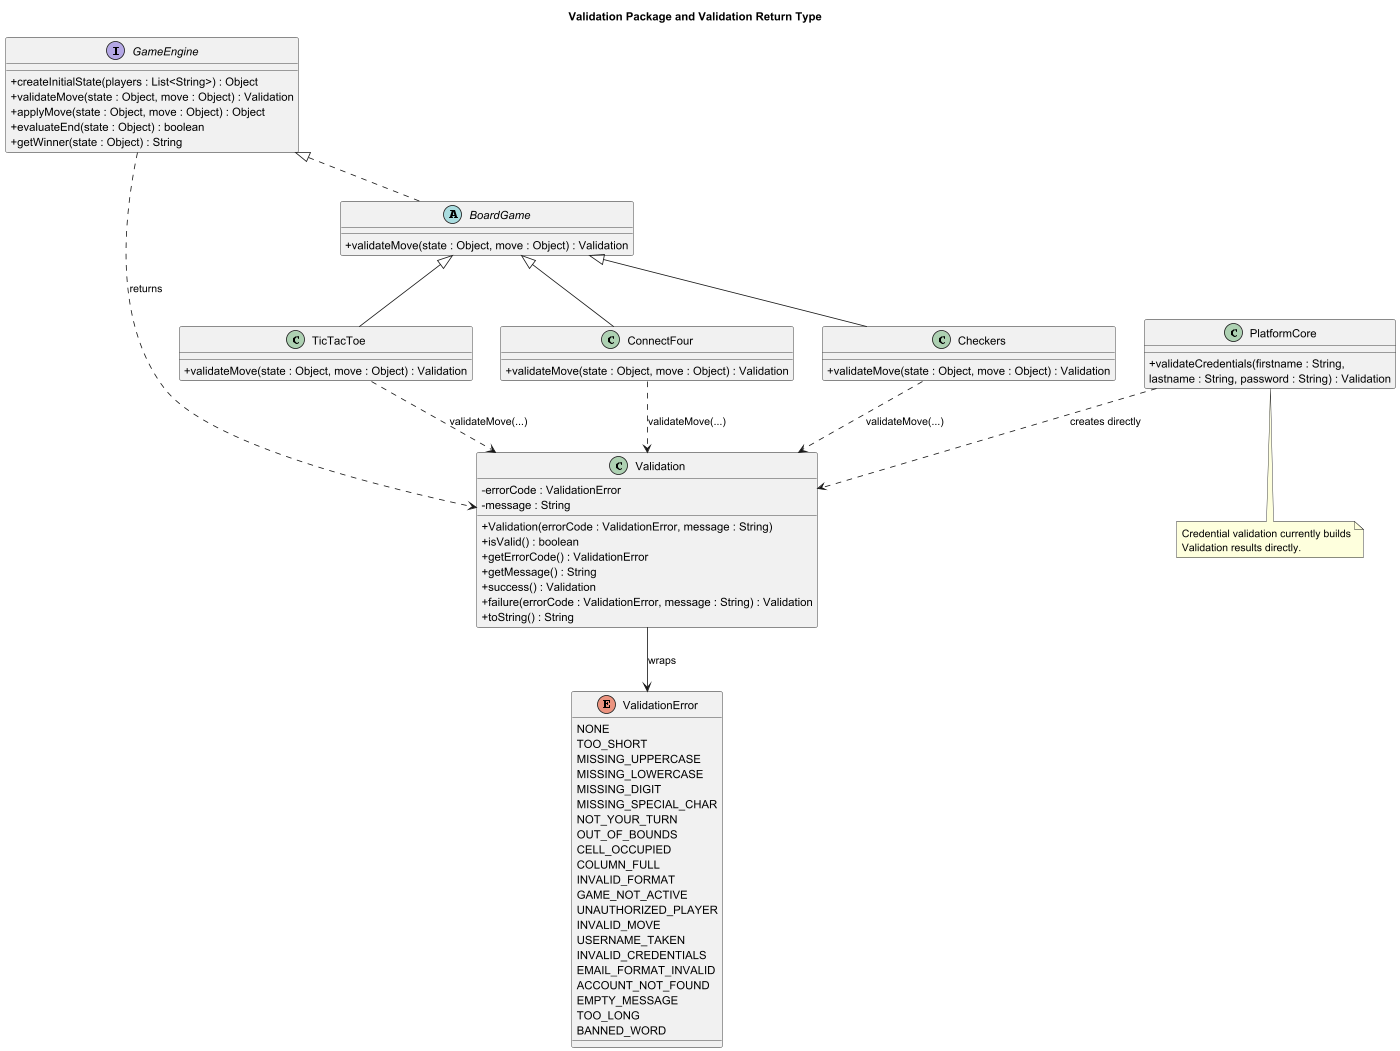 Validation Package and Validation Return Type
I GameEngine
+createInitialState(players : List<String>) : Object
+validateMove(state : Object, move : Object) : Validation
+applyMove(state : Object, move : Object) : Object
+evaluateEnd(state : Object) : boolean
+getWinner(state : Object) : String
A BoardGame
+validateMove(state : Object, move : Object) : Validation
returns
C TicTacToe
+validateMove(state : Object, move : Object) : Validation
C ConnectFour
+validateMove(state : Object, move : Object) : Validation
C Checkers
+validateMove(state : Object, move : Object) : Validation
C PlatformCore
+validateCredentials(firstname : String,
lastname : String, password : String) : Validation
validateMove(...)
validateMove(...)
validateMove(...)
creates directly
C Validation
-errorCode : ValidationError
-message : String
+Validation(errorCode : ValidationError, message : String)
+isValid() : boolean
+getErrorCode() : ValidationError
+getMessage() : String
+success() : Validation
+failure(errorCode : ValidationError, message : String) : Validation
+toString() : String
Credential validation currently builds
Validation results directly.
wraps
E ValidationError
NONE
TOO_SHORT
MISSING_UPPERCASE
MISSING_LOWERCASE
MISSING_DIGIT
MISSING_SPECIAL_CHAR
NOT_YOUR_TURN
OUT_OF_BOUNDS
CELL_OCCUPIED
COLUMN_FULL
INVALID_FORMAT
GAME_NOT_ACTIVE
UNAUTHORIZED_PLAYER
INVALID_MOVE
USERNAME_TAKEN
INVALID_CREDENTIALS
EMAIL_FORMAT_INVALID
ACCOUNT_NOT_FOUND
EMPTY_MESSAGE
TOO_LONG
BANNED_WORD